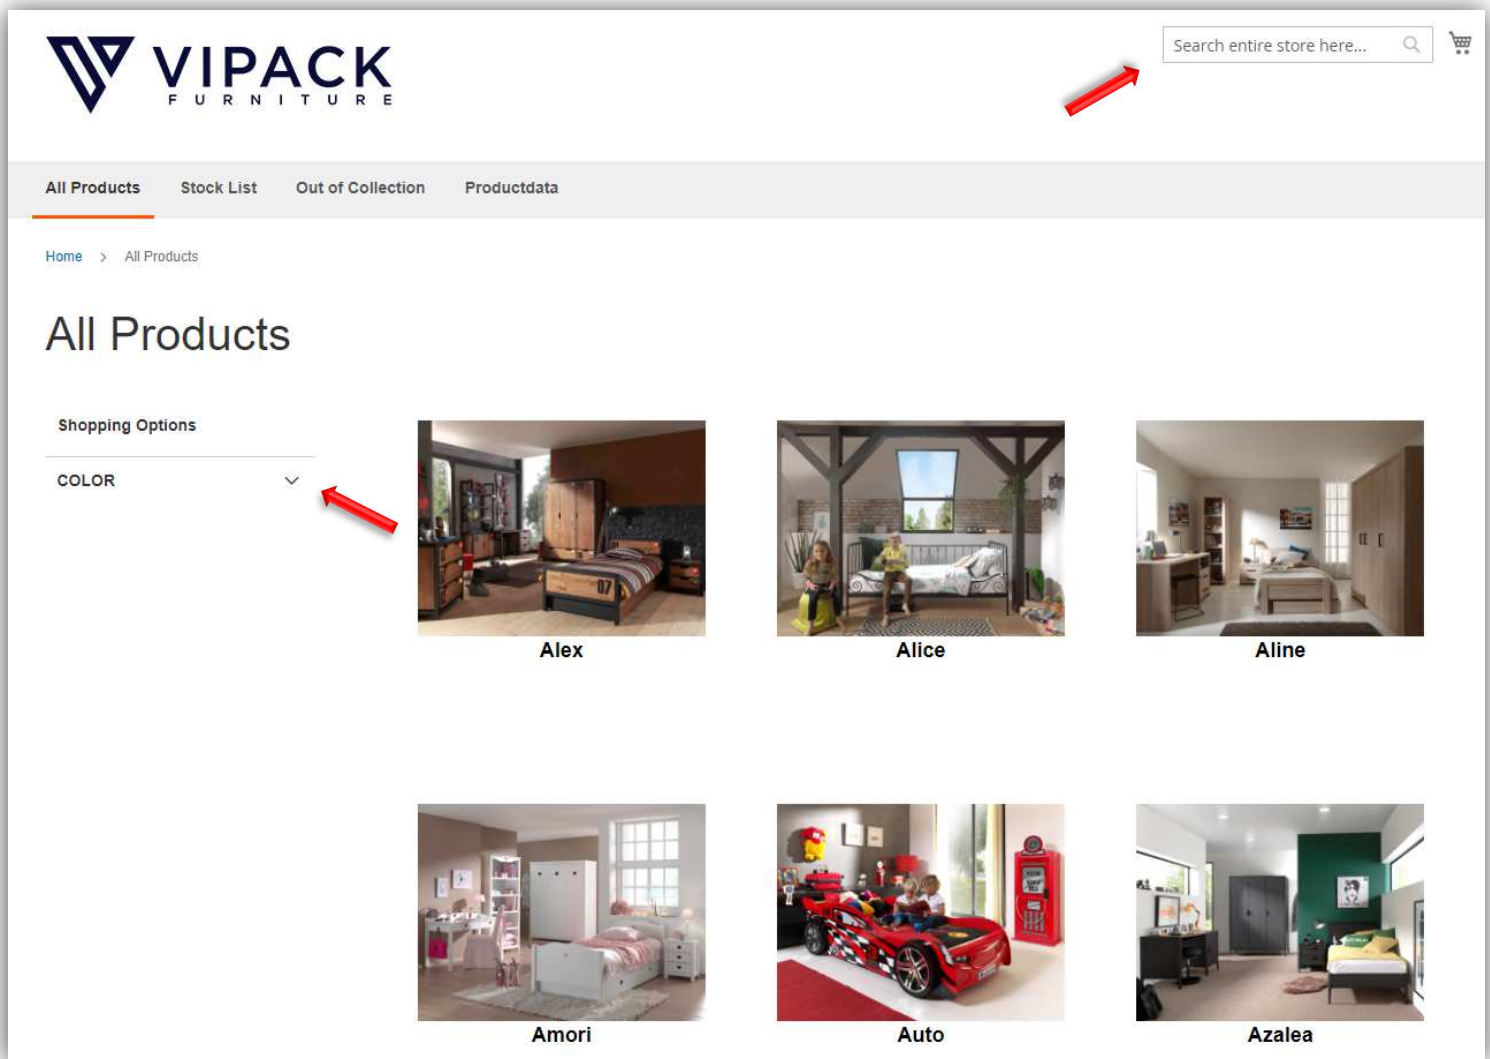 VIPACK
FURNITURE
Search entire store here...
All Products Stock List Out of Collection Productdata
Home > All Products
All Products
Shopping Options
COLOR
07
Alex Alice Aline
Amori Auto Azalea